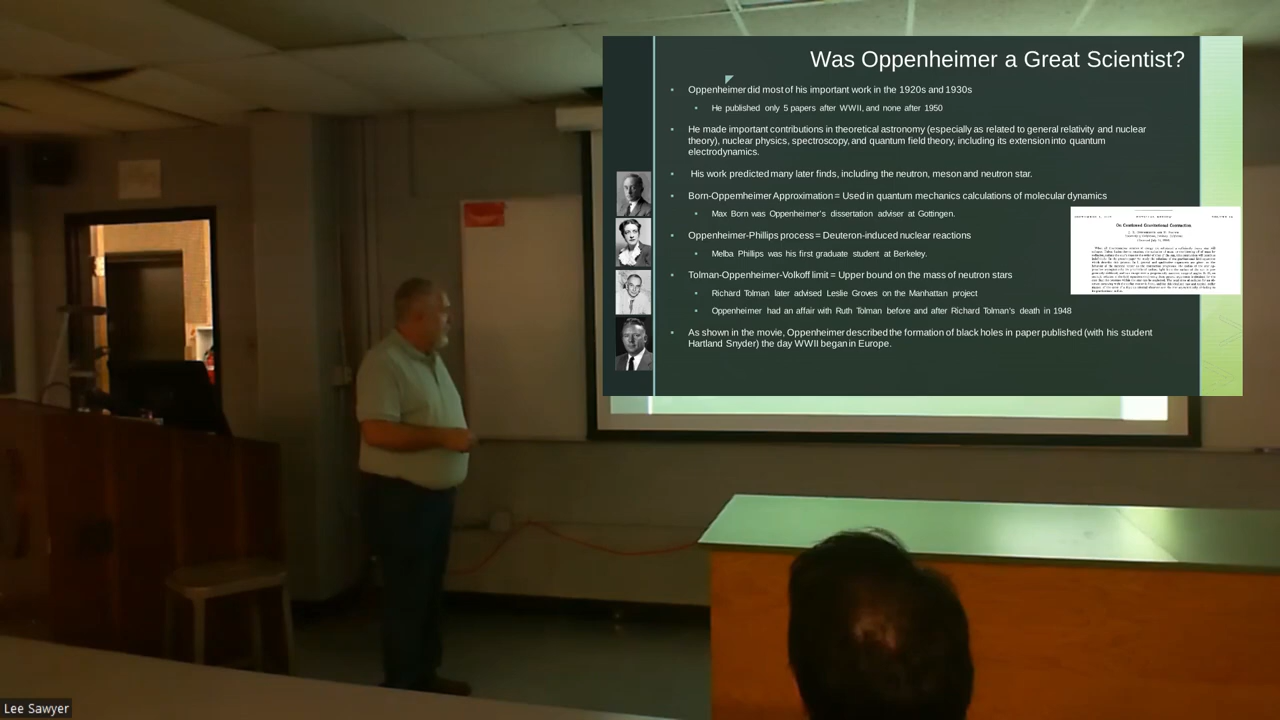 Was Oppenheimer a Great Scientist?
Oppenheimer did most of his important work in the 1920s and 1930s
He published only 5 papers after WWII, and none after 1950
He made important contributions in theoretical astronomy (especially as related to general relativity and nuclear
theory), nuclear physics, spectroscopy, and quantum field theory, including its extension into quantum
electrodynamics.
His work predicted many later finds, including the neutron, meson and neutron star.
Born-Oppenheimer Approximation = Used in quantum mechanics calculations of molecular dynamics
Max Born was Oppenheimer's dissertation adviser at Gottingen.
Oppenheimer-Phillips process = Deuteron-induced nuclear reactions
Melba Phillips was his first graduate student at Berkeley.
Tolman-Oppenheimer-Volkoff limit = Upper bound on the mass of neutron stars
Richard Tolman later advised Leslie Groves on the Manhattan project
Oppenheimer had an affair with Ruth Tolman before and after Richard Tolman's death in 1948
As shown in the movie, Oppenheimer described the formation of black holes in paper published (with his student
Hartland Snyder) the day WWII began in Europe.
On Continued Gravitational Contraction
Lee Sawyer